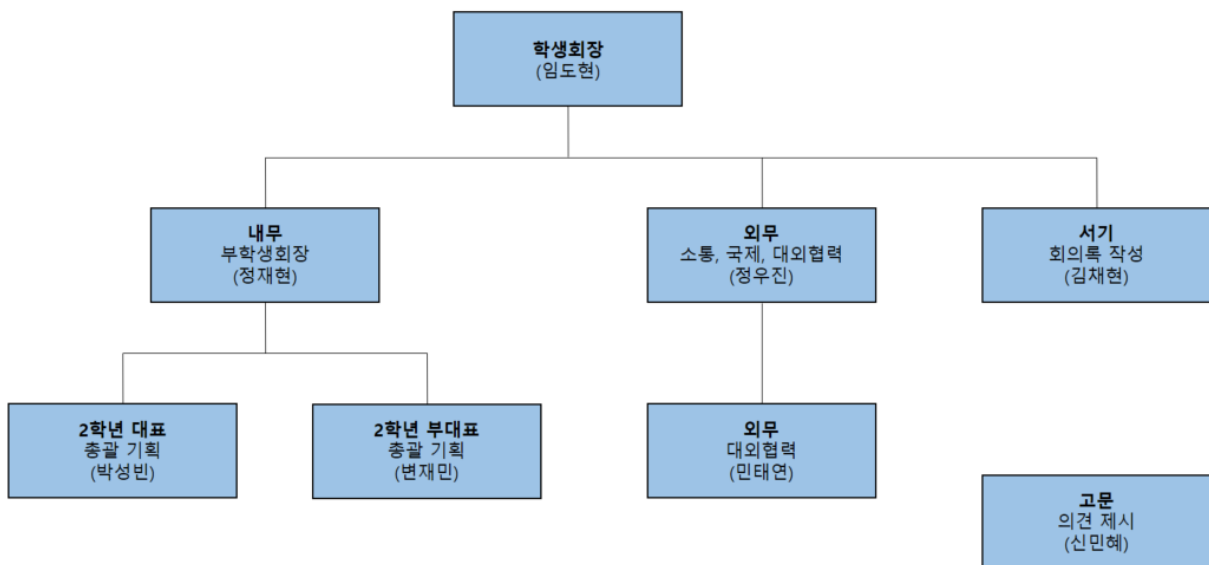 학생회장
(임도현)
내무
부학생회장
(정재현)
외무
소통, 국제, 대외협력
(정우진)
서기
회의록 작성
(김채현)
2학년 대표
총괄 기획
(박성빈)
2학년 부대표
총괄 기획
(변재민)
외무
대외협력
(민태연)
고문
의견 제시
(신민혜)